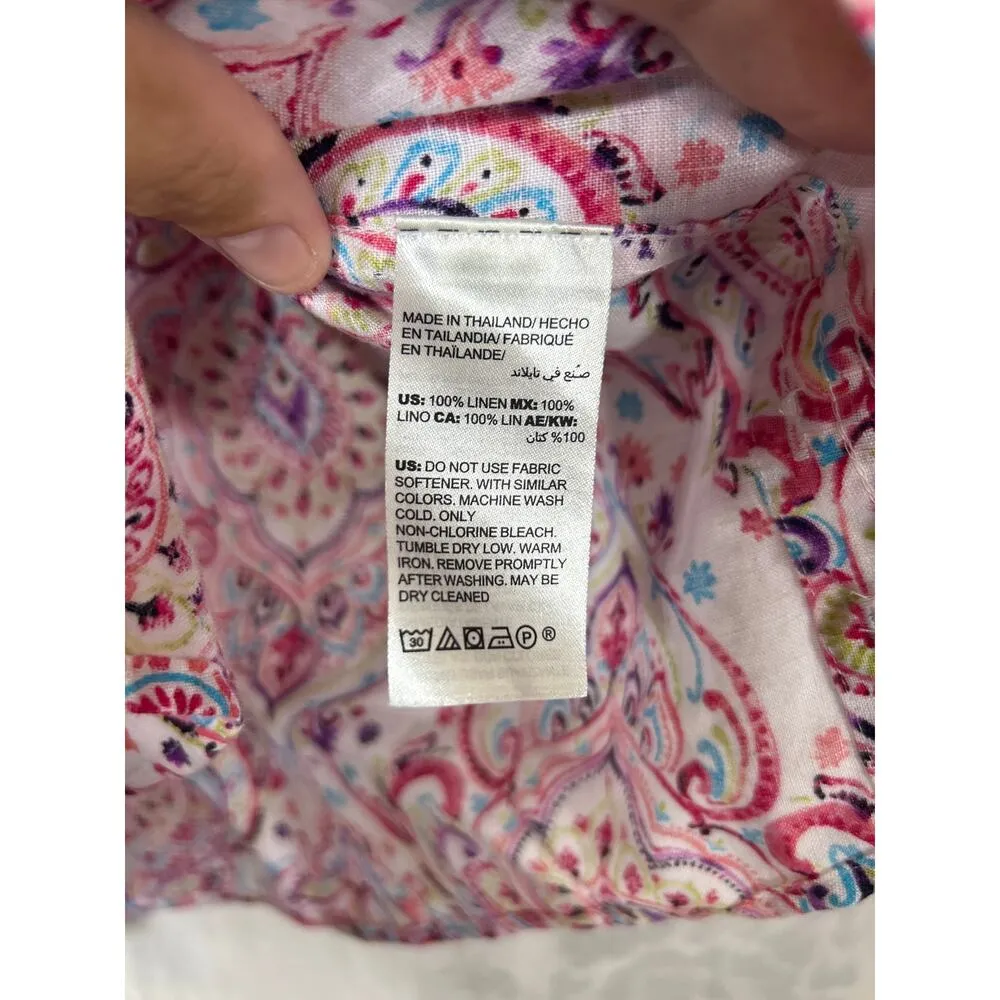 MADE IN THAILAND/ HECHO
EN TAILANDIA/ FABRIQUÉ
EN THAÏLANDE/
صنع في تايلاند
US: 100% LINEN MX: 100%
LINO CA: 100% LIN AE/KW:
100% كتان
US: DO NOT USE FABRIC
SOFTENER. WITH SIMILAR
COLORS. MACHINE WASH
COLD. ONLY
NON-CHLORINE BLEACH.
TUMBLE DRY LOW. WARM
IRON. REMOVE PROMPTLY
AFTER WASHING. MAY BE
DRY CLEANED
30 P ®